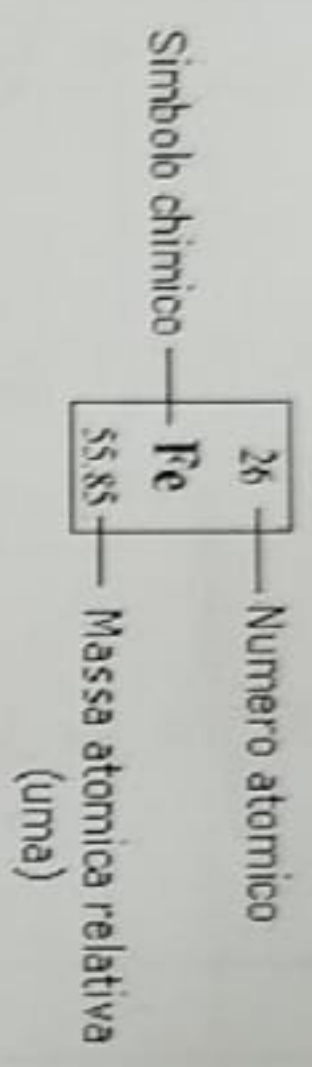 26
Numero atomico
Simbolo chimico
Fe
55.85
Massa atomica relativa
(uma)